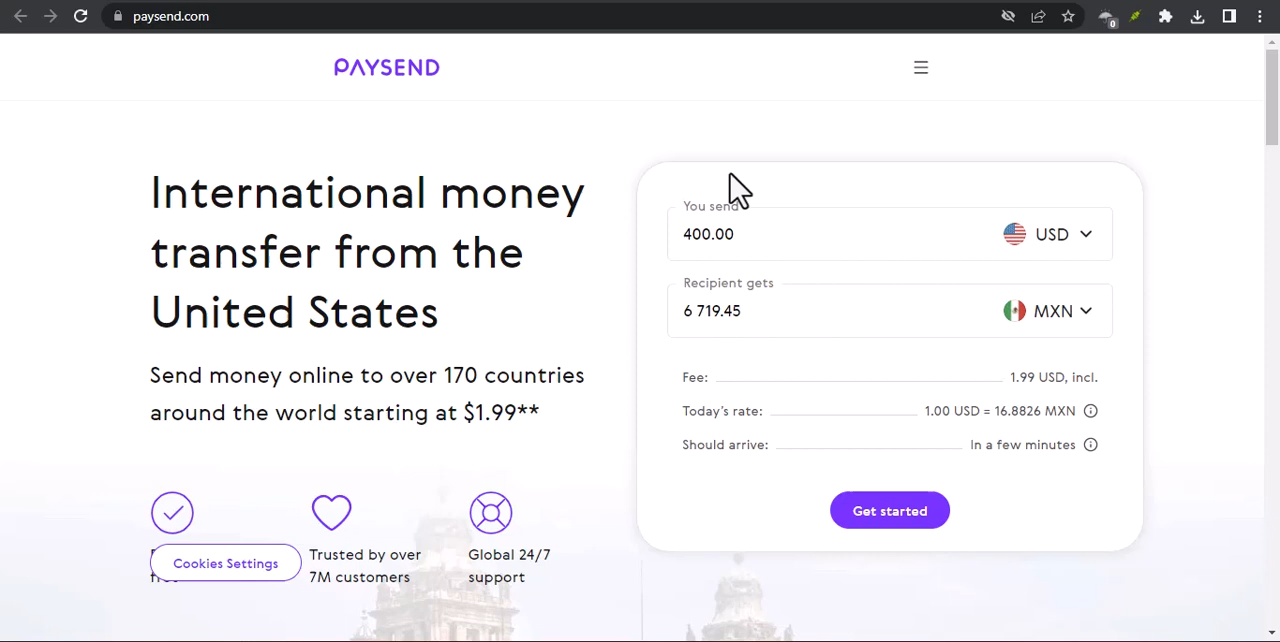 paysend.com
0
PAYSEND
International money
transfer from the
United States
Send money online to over 170 countries
around the world starting at $1.99**
Cookies Settings
Trusted by over
7M customers
Global 24/7
support
You send
400.00
USD
Recipient gets
6 719.45
MXN
Fee: 1.99 USD, incl.
Today's rate: 1.00 USD = 16.8826 MXN
Should arrive: In a few minutes
Get started